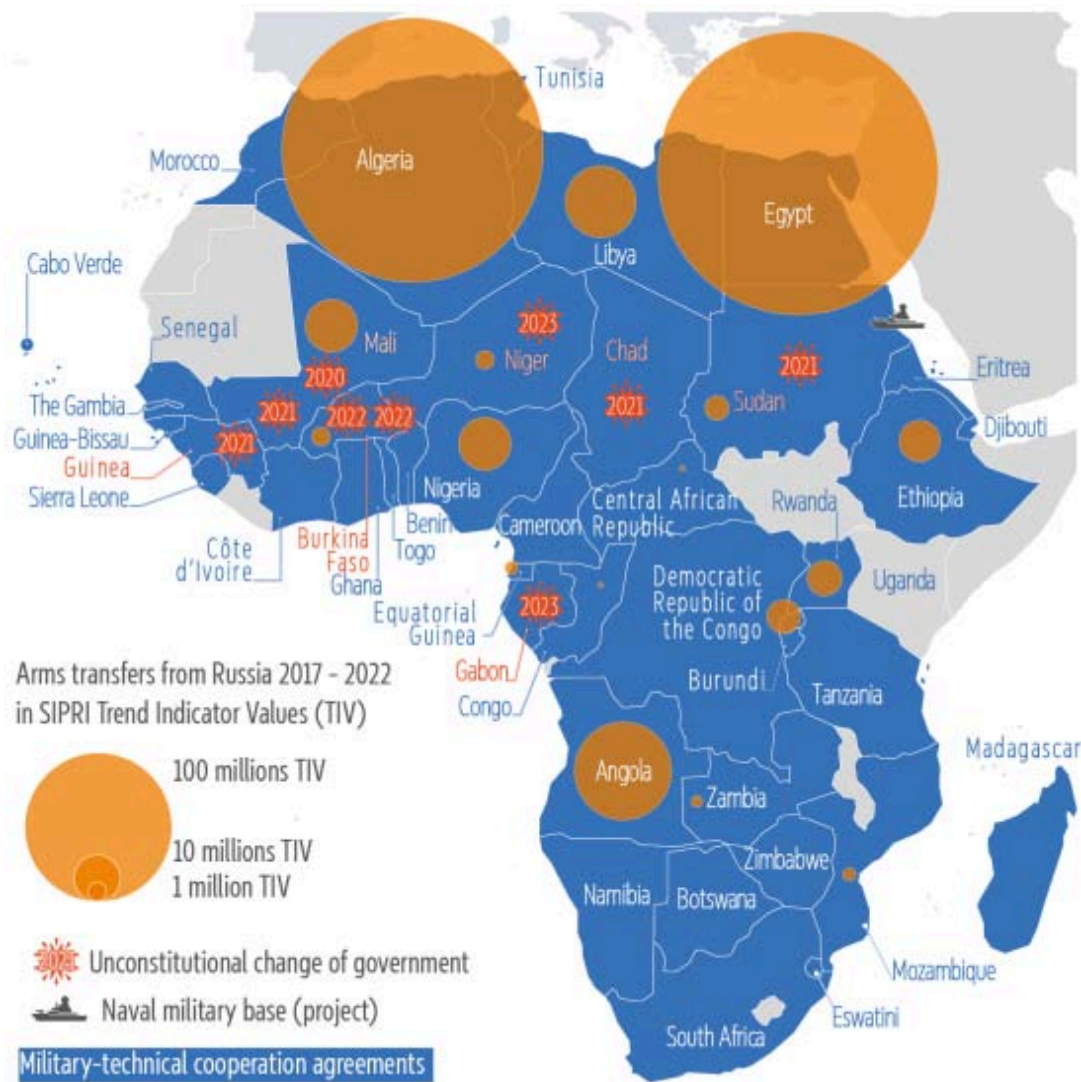 Tunisia
Morocco
Algeria
Egypt
Libya
Cabo Verde
Senegal
Mali
2023
Niger
Chad
2021
Sudan
Eritrea
2020
The Gambia
2021
2022
2022
2021
Djibouti
Guinea-Bissau
2021
Guinea
Sierra Leone
Nigeria
Central African
Republic
Rwanda
Ethiopia
Benin
Cameroon
Togo
Burkina
Faso
Côte
d'Ivoire
Ghana
Democratic
Republic of
the Congo
Uganda
Equatorial
Guinea
2023
Gabon
Congo
Burundi
Tanzania
Arms transfers from Russia 2017 - 2022
in SIPRI Trend Indicator Values (TIV)
100 millions TIV
10 millions TIV
1 million TIV
Angola
Zambia
Madagascar
Zimbabwe
Namibia
Botswana
Mozambique
Eswatini
South Africa
Unconstitutional change of government
Naval military base (project)
Military-technical cooperation agreements